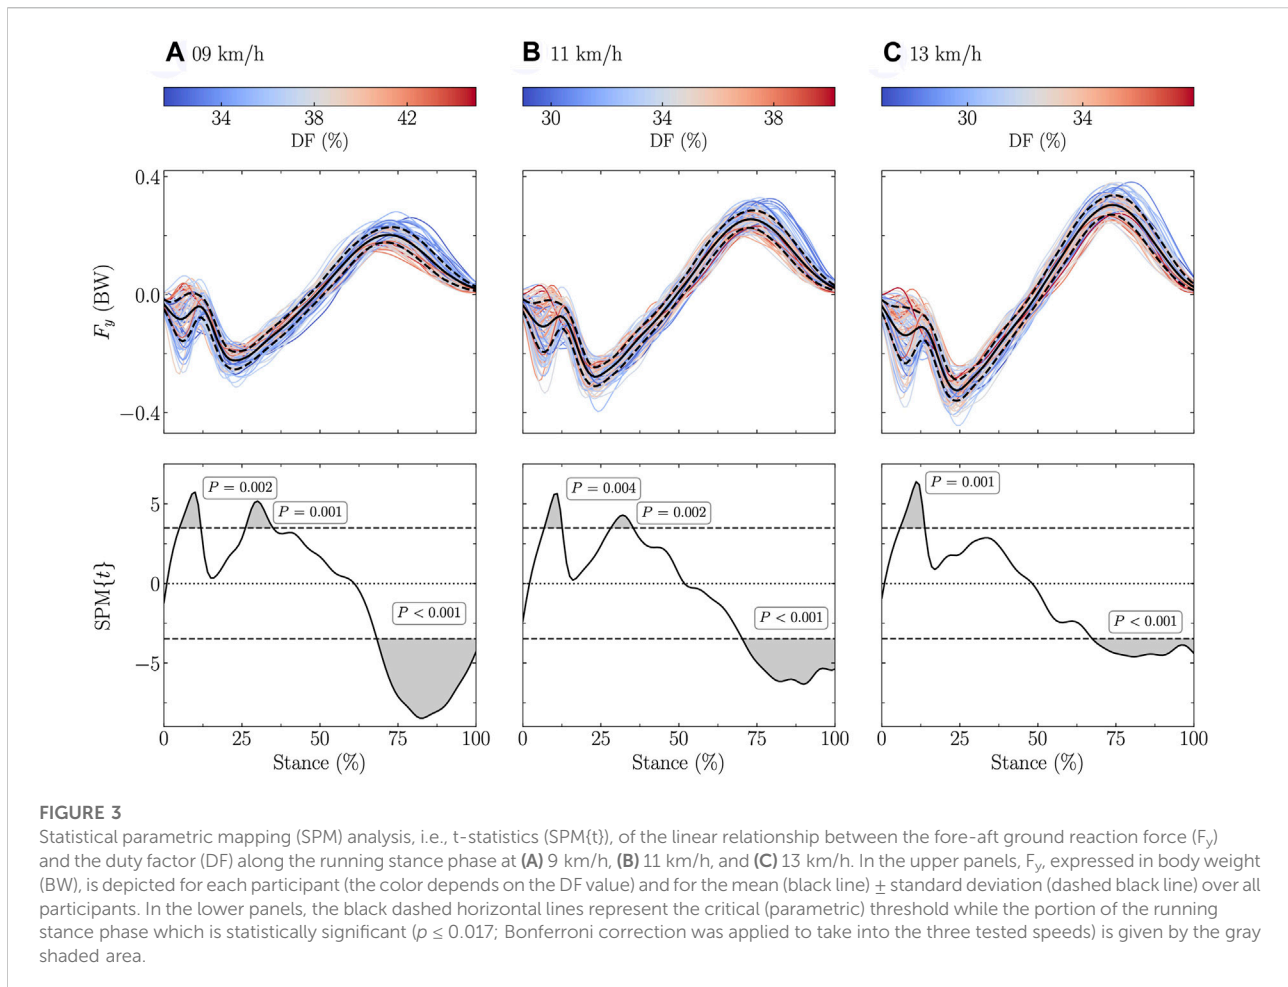 A 09 km/h
B 11 km/h
C 13 km/h
34 38 42
DF (%)
30 34 38
DF (%)
30 34
DF (%)
0.4
0.0
−0.4
F_y (BW)
P = 0.002
P = 0.001
P < 0.001
P = 0.004
P = 0.002
P < 0.001
P = 0.001
P < 0.001
5
0
−5
SPM{t}
0 25 50 75 100
Stance (%)
0 25 50 75 100
Stance (%)
0 25 50 75 100
Stance (%)
FIGURE 3
Statistical parametric mapping (SPM) analysis, i.e., t-statistics (SPM{t}), of the linear relationship between the fore-aft ground reaction force (Fy)
and the duty factor (DF) along the running stance phase at (A) 9 km/h, (B) 11 km/h, and (C) 13 km/h. In the upper panels, Fy, expressed in body weight
(BW), is depicted for each participant (the color depends on the DF value) and for the mean (black line) ± standard deviation (dashed black line) over all
participants. In the lower panels, the black dashed horizontal lines represent the critical (parametric) threshold while the portion of the running
stance phase which is statistically significant (p ≤ 0.017; Bonferroni correction was applied to take into the three tested speeds) is given by the gray
shaded area.